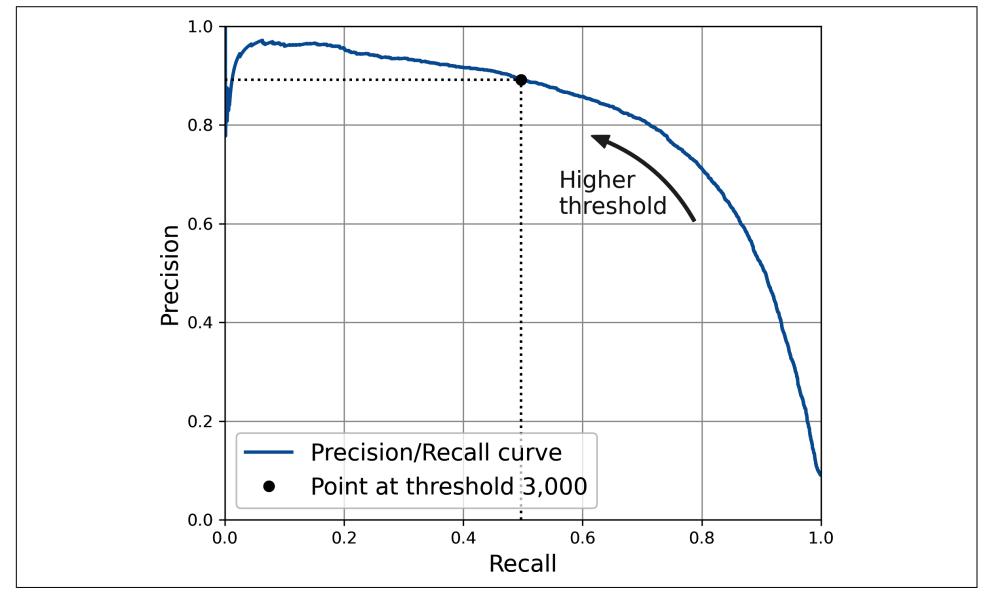 1.0
0.8
0.6
0.4
0.2
0.0
Precision
Higher
threshold
Precision/Recall curve
Point at threshold 3,000
0.0 0.2 0.4 0.6 0.8 1.0
Recall